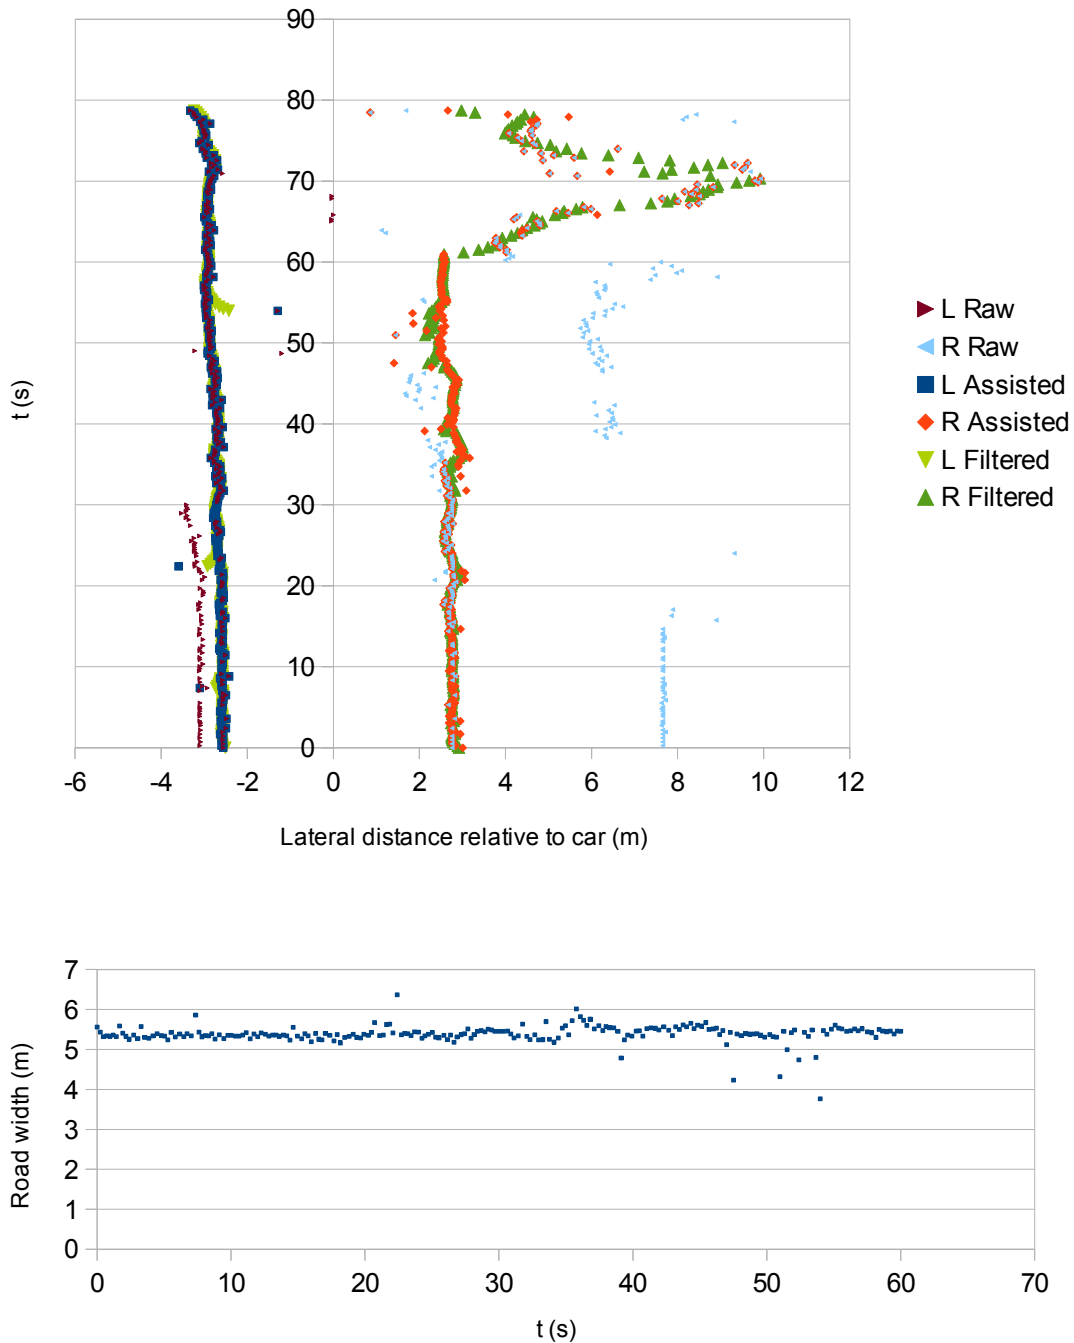 90
80
70
60
50
40
30
20
10
0
t (s)
-6 -4 -2 0 2 4 6 8 10 12
Lateral distance relative to car (m)
L Raw
R Raw
L Assisted
R Assisted
L Filtered
R Filtered
7
6
5
4
3
2
1
0
Road width (m)
0 10 20 30 40 50 60 70
t (s)